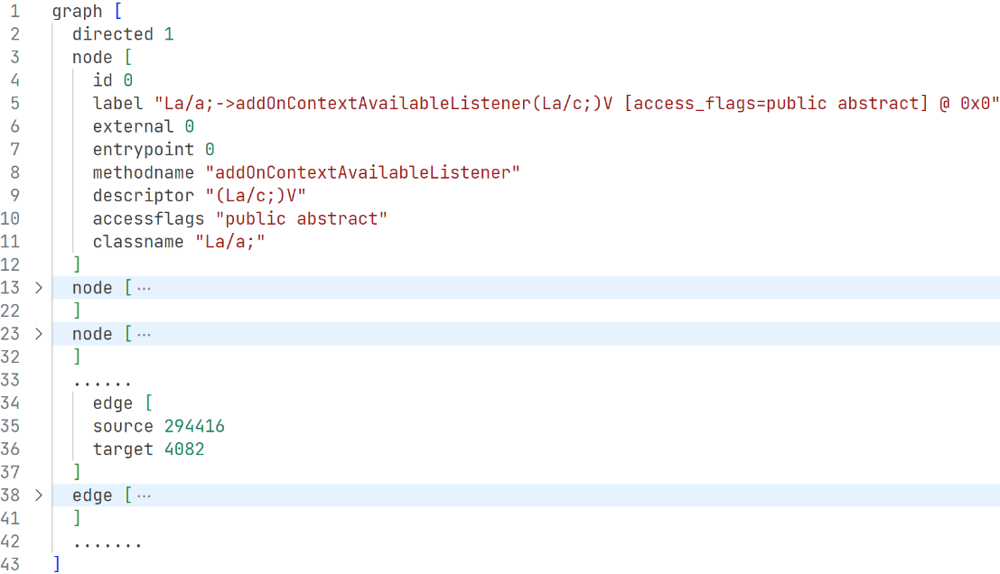 1 graph [
2 directed 1
3 node [
4 id 0
5 label "La/a;->addOnContextAvailableListener(La/c;)V [access_flags=public abstract] @ 0x0"
6 external 0
7 entrypoint 0
8 methodname "addOnContextAvailableListener"
9 descriptor "(La/c;)V"
10 accessflags "public abstract"
11 classname "La/a;"
12 ]
13 > node [ ···
22 ]
23 > node [ ···
32 ]
33 ......
34 edge [
35 source 294416
36 target 4082
37 ]
38 > edge [ ···
41 ]
42 .......
43 ]